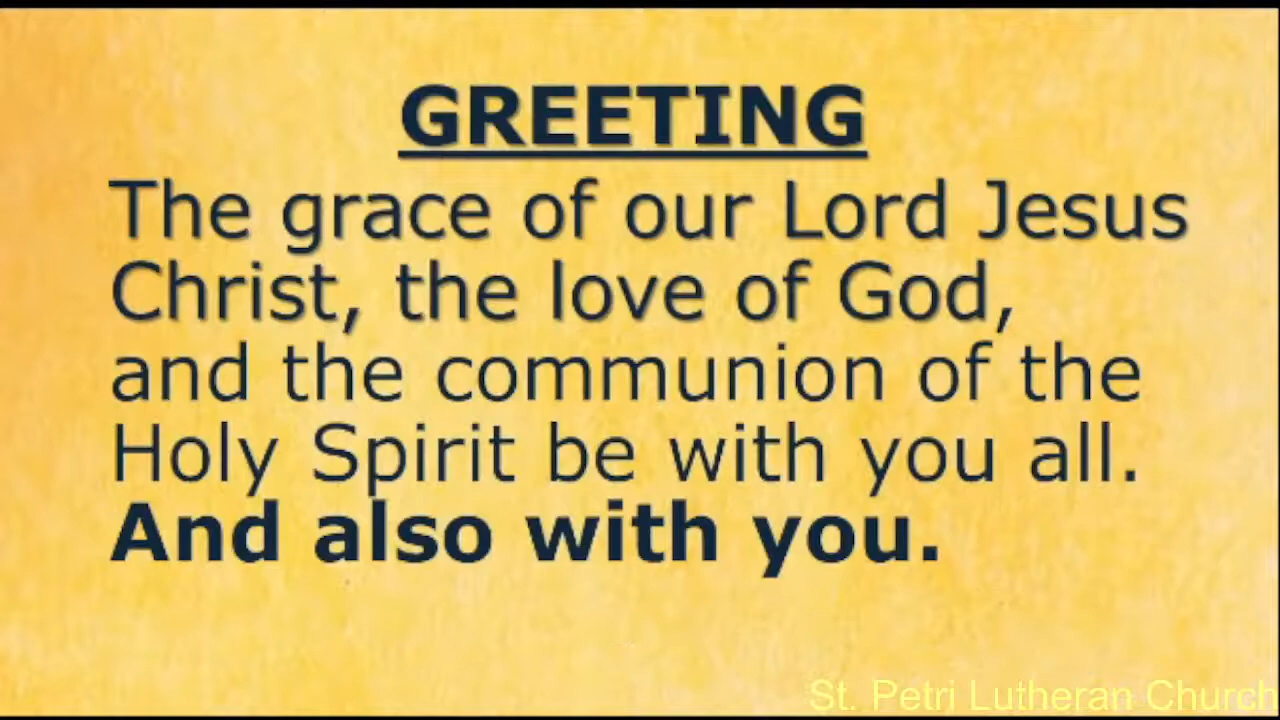 GREETING
The grace of our Lord Jesus
Christ, the love of God,
and the communion of the
Holy Spirit be with you all.
And also with you.
St. Petri Lutheran Church